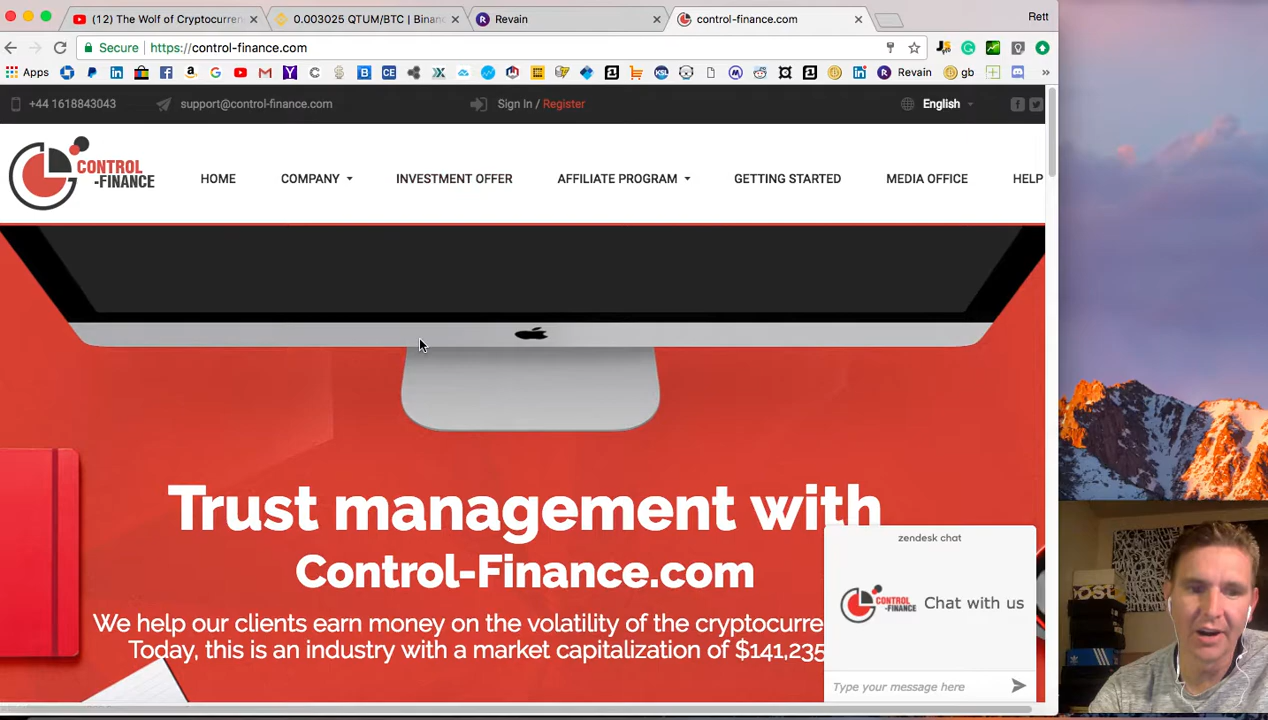 (12) The Wolf of Cryptocurren
0.003025 QTUM/BTC | Binan
Revain
control-finance.com
Rett
Secure
https://control-finance.com
Apps
Revain
gb
+44 1618843043
support@control-finance.com
Sign In / Register
English
CONTROL
-FINANCE
HOME
COMPANY
INVESTMENT OFFER
AFFILIATE PROGRAM
GETTING STARTED
MEDIA OFFICE
HELP
Trust management with
Control-Finance.com
We help our clients earn money on the volatility of the cryptocurre
Today, this is an industry with a market capitalization of $141,235
zendesk chat
CONTROL
-FINANCE
Chat with us
Type your message here